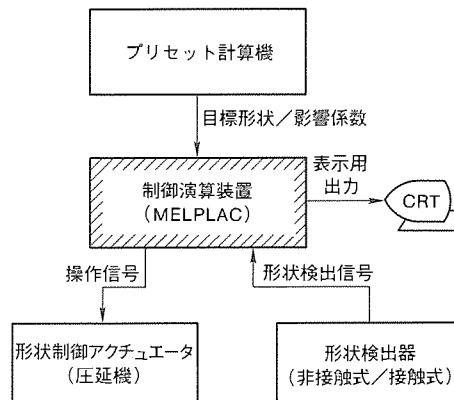 プリセット計算機
目標形状／影響係数
制御演算装置
(MELPLAC)
表示用
出力
CRT
操作信号
形状検出信号
形状制御アクチュエータ
(圧延機)
形状検出器
(非接触式／接触式)